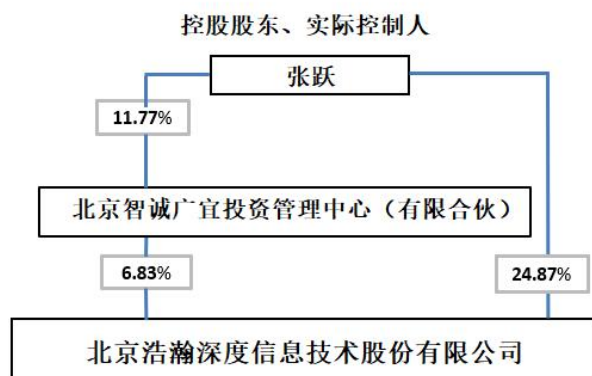 控股股东、实际控制人
张跃
11.77%
北京智诚广宜投资管理中心（有限合伙）
6.83%
24.87%
北京浩瀚深度信息技术股份有限公司